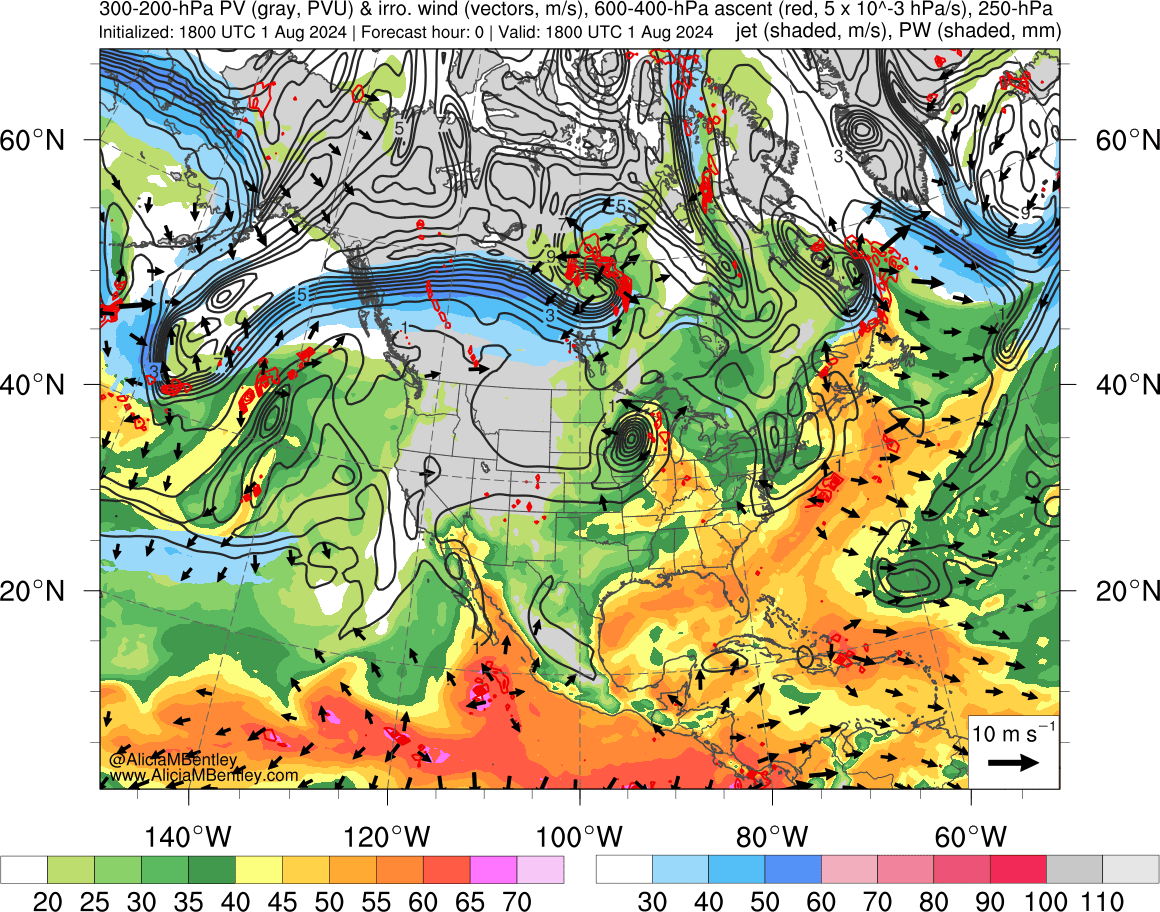 300-200-hPa PV (gray, PVU) & irro. wind (vectors, m/s), 600-400-hPa ascent (red, 5 x 10^-3 hPa/s), 250-hPa
Initialized: 1800 UTC 1 Aug 2024 | Forecast hour: 0 | Valid: 1800 UTC 1 Aug 2024 jet (shaded, m/s), PW (shaded, mm)
60°N 60°N
40°N 40°N
20°N 20°N
5
7
3
5
9
9
5
3
1
1
7
3
1
1
1
10 m s⁻¹
@AliciaMBentley
www.AliciaMBentley.com
140°W 120°W 100°W 80°W 60°W
20 25 30 35 40 45 50 55 60 65 70 30 40 50 60 70 80 90 100 110